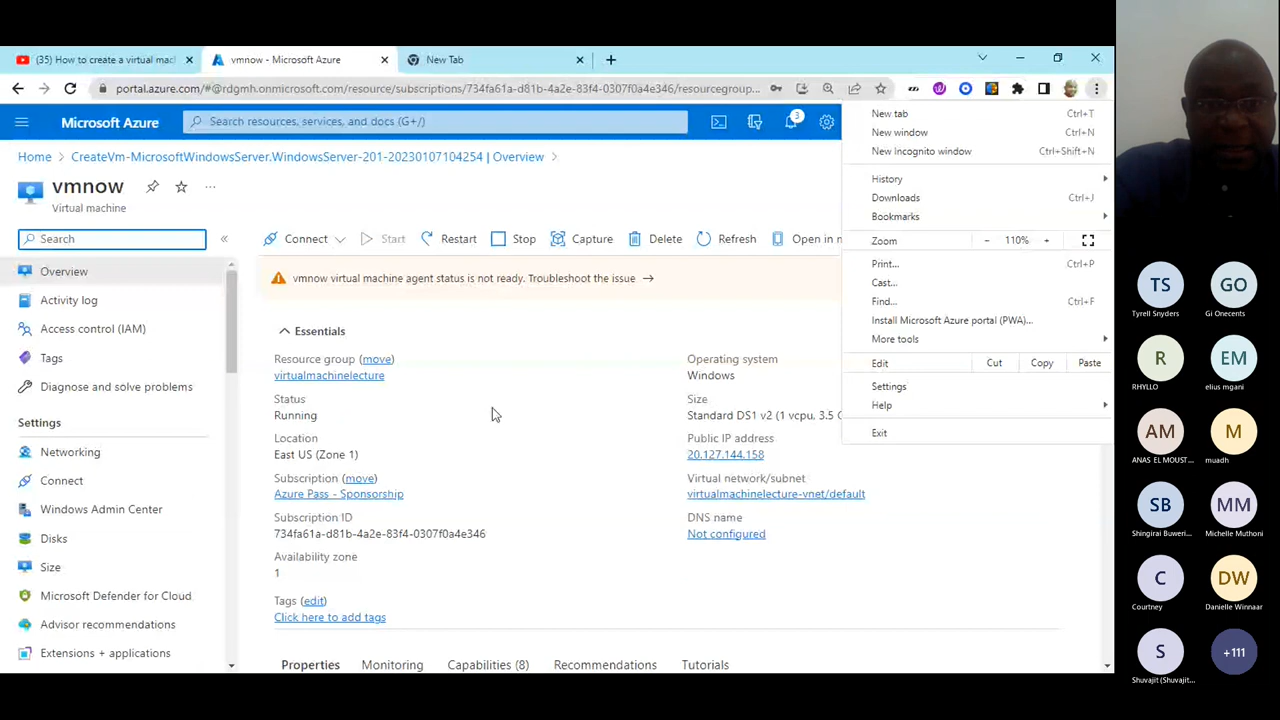 (35) How to create a virtual mac
vmnow - Microsoft Azure
New Tab
portal.azure.com/#@rdgmh.onmicrosoft.com/resource/subscriptions/734fa61a-d81b-4a2e-83f4-0307f0a4e346/resourcegroup...
Microsoft Azure
Search resources, services, and docs (G+/)
3
Home
CreateVm-MicrosoftWindowsServer.WindowsServer-201-20230107104254 | Overview
vmnow
Virtual machine
Search
Connect
Start
Restart
Stop
Capture
Delete
Refresh
Open in m
vmnow virtual machine agent status is not ready. Troubleshoot the issue →
Overview
Activity log
Access control (IAM)
Tags
Diagnose and solve problems
Settings
Networking
Connect
Windows Admin Center
Disks
Size
Microsoft Defender for Cloud
Advisor recommendations
Extensions + applications
Essentials
Resource group (move)
virtualmachinelecture
Status
Running
Location
East US (Zone 1)
Subscription (move)
Azure Pass - Sponsorship
Subscription ID
734fa61a-d81b-4a2e-83f4-0307f0a4e346
Availability zone
1
Tags (edit)
Click here to add tags
Operating system
Windows
Size
Standard DS1 v2 (1 vcpu, 3.5 G
Public IP address
20.127.144.158
Virtual network/subnet
virtualmachinelecture-vnet/default
DNS name
Not configured
Properties
Monitoring
Capabilities (8)
Recommendations
Tutorials
New tab Ctrl+T
New window Ctrl+N
New Incognito window Ctrl+Shift+N
History
Downloads Ctrl+J
Bookmarks
Zoom - 110% +
Print... Ctrl+P
Cast...
Find... Ctrl+F
Install Microsoft Azure portal (PWA)...
More tools
Edit Cut Copy Paste
Settings
Help
Exit
TS
Tyrell Snyders
GO
Gi Onecents
R
RHYLLO
EM
elius mgani
AM
ANAS EL MOUST...
M
muadh
SB
Shingirai Buweri...
MM
Michelle Muthoni
C
Courtney
DW
Danielle Winnaar
S
Shuvajit (Shuvajit...
+111